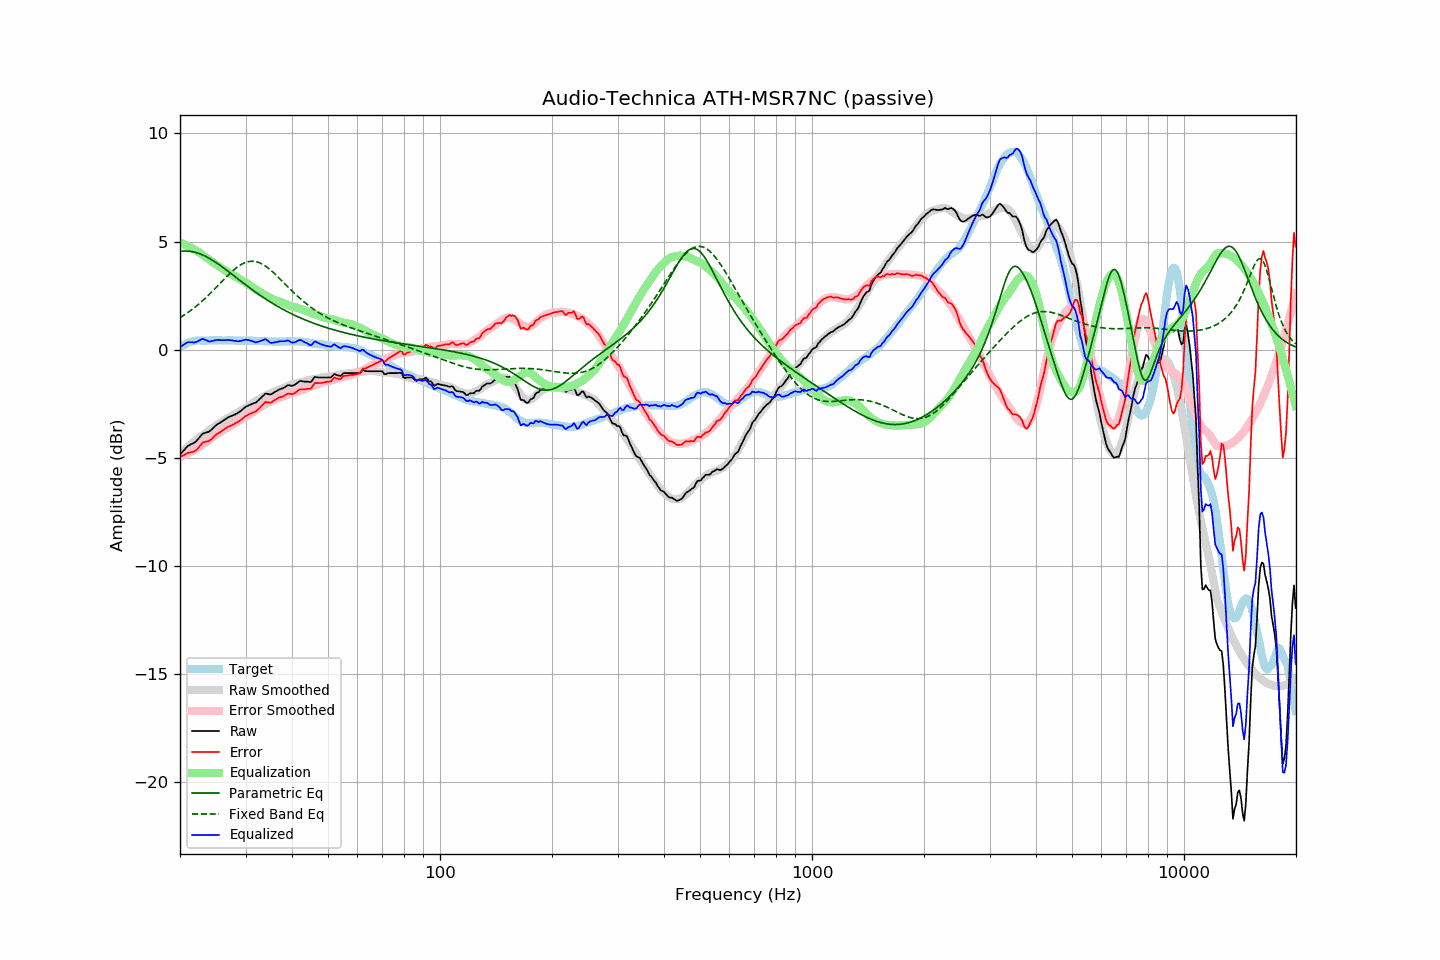 Audio-Technica ATH-MSR7NC (passive)
10
5
0
−5
−10
−15
−20
Amplitude (dBr)
Target
Raw Smoothed
Error Smoothed
Raw
Error
Equalization
Parametric Eq
Fixed Band Eq
Equalized
100 1000 10000
Frequency (Hz)